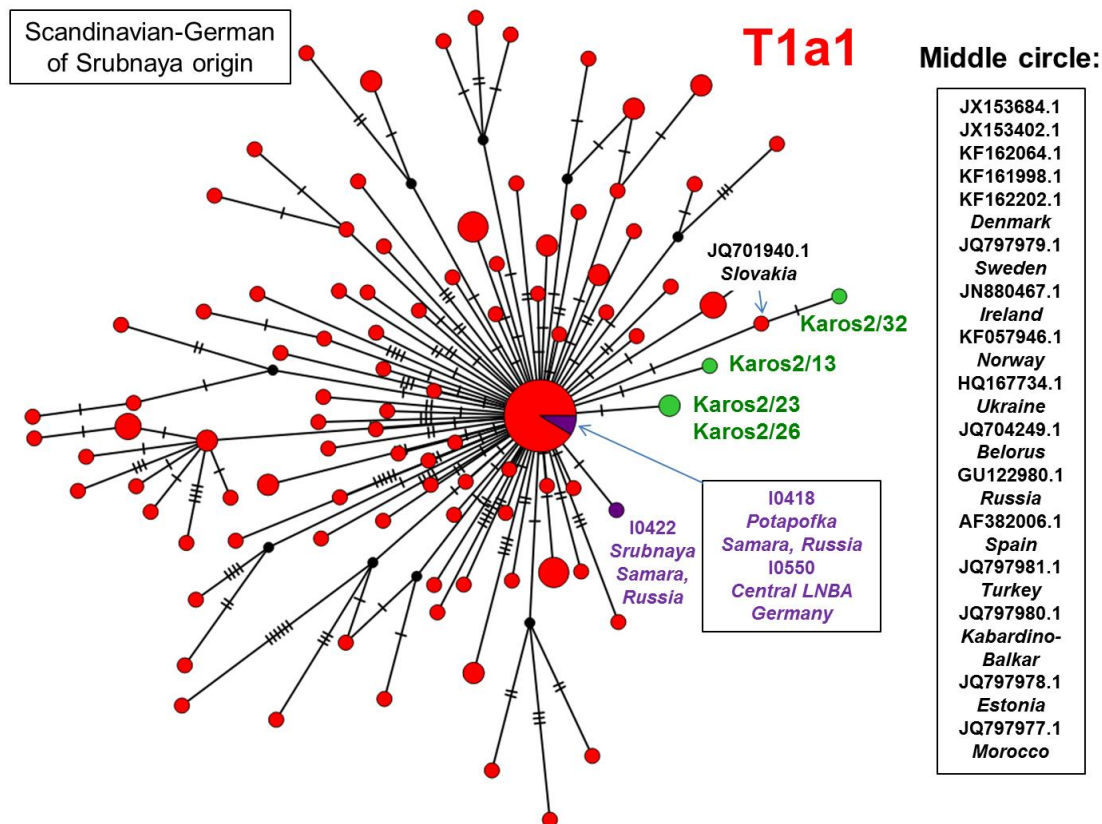 Scandinavian-German
of Srubnaya origin
T1a1
Middle circle:
JX153684.1
JX153402.1
KF162064.1
KF161998.1
KF162202.1
Denmark
JQ797979.1
Sweden
JN880467.1
Ireland
KF057946.1
Norway
HQ167734.1
Ukraine
JQ704249.1
Belorus
GU122980.1
Russia
AF382006.1
Spain
JQ797981.1
Turkey
JQ797980.1
Kabardino-
Balkar
JQ797978.1
Estonia
JQ797977.1
Morocco
JQ701940.1
Slovakia
Karos2/32
Karos2/13
Karos2/23
Karos2/26
I0422
Srubnaya
Samara,
Russia
I0418
Potapofka
Samara, Russia
I0550
Central LNBA
Germany